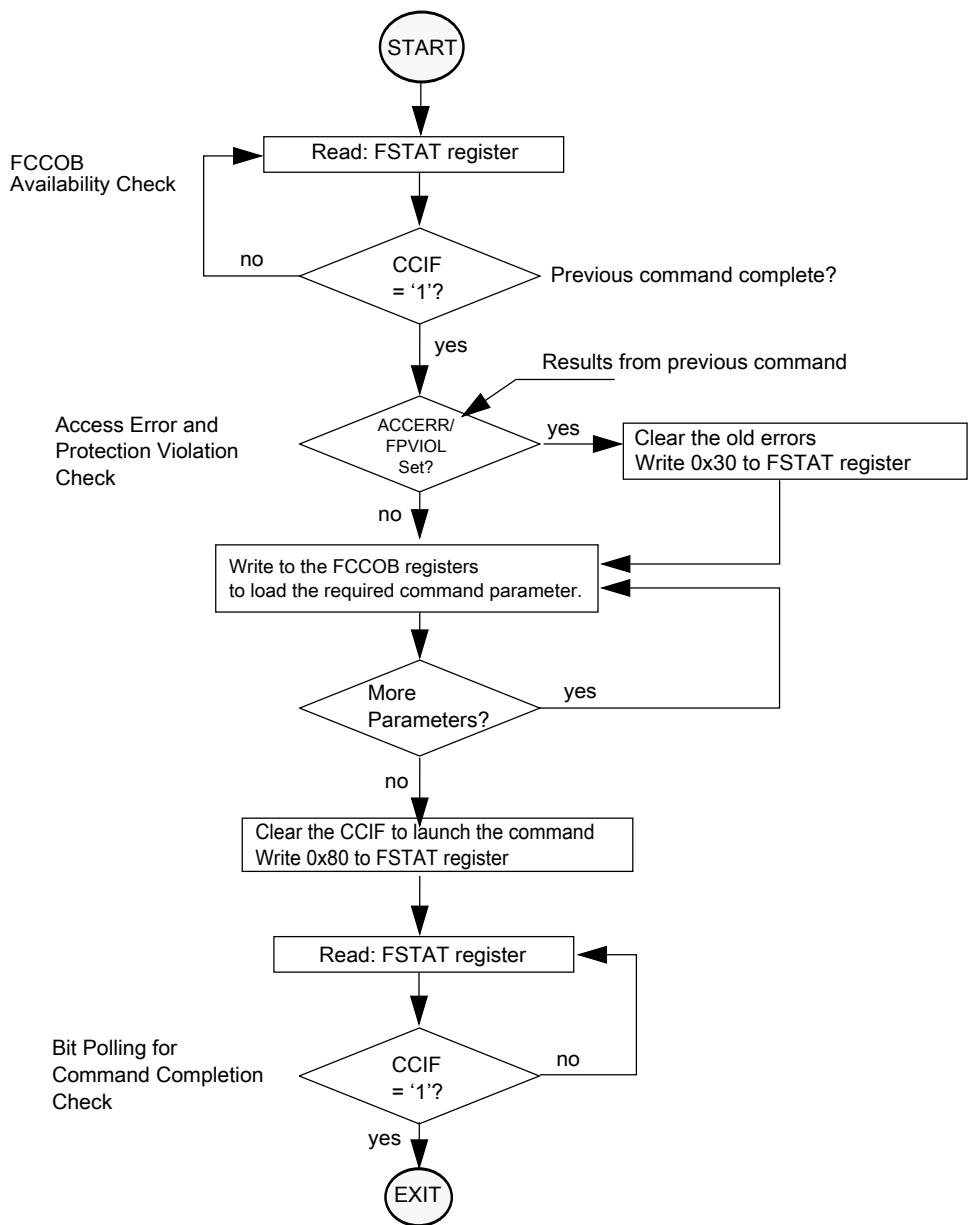 START
Read: FSTAT register
FCCOB
Availability Check
no
CCIF
= ‘1’?
Previous command complete?
yes
Results from previous command
Access Error and
Protection Violation
Check
ACCERR/
FPVIOL
Set?
yes
Clear the old errors
Write 0x30 to FSTAT register
no
Write to the FCCOB registers
to load the required command parameter.
More
Parameters?
yes
no
Clear the CCIF to launch the command
Write 0x80 to FSTAT register
Read: FSTAT register
Bit Polling for
Command Completion
Check
CCIF
= ‘1’?
no
yes
EXIT